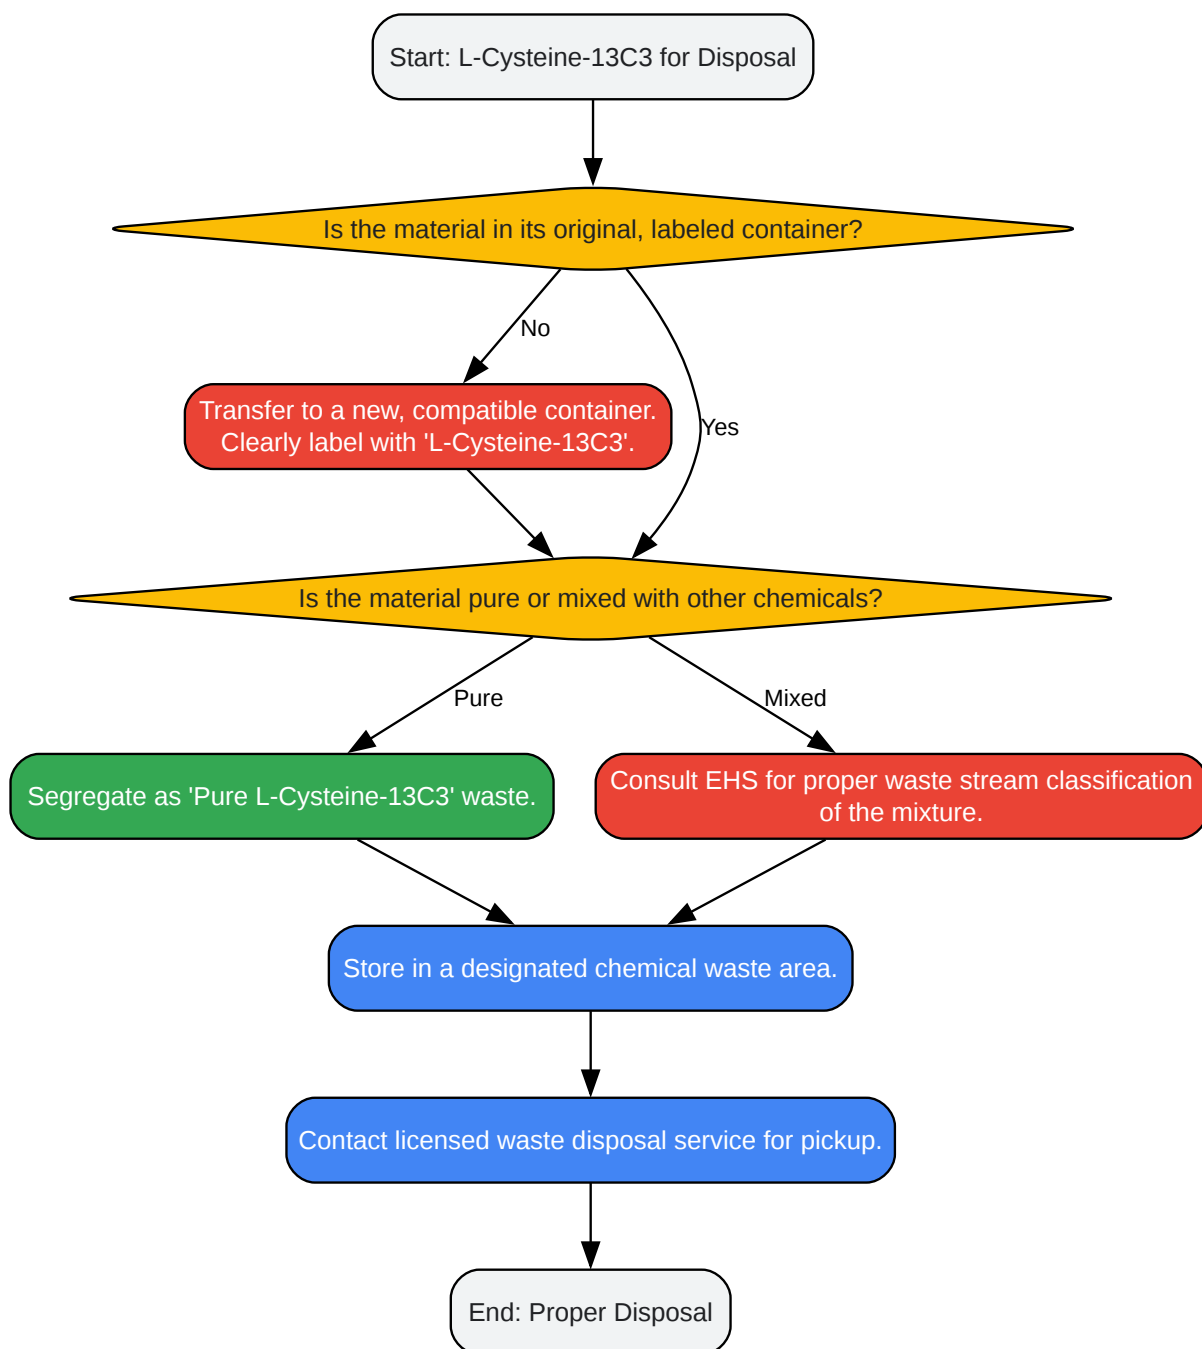 Start: L-Cysteine-13C3 for Disposal
Is the material in its original, labeled container?
No
Transfer to a new, compatible container.
Clearly label with 'L-Cysteine-13C3'.
Yes
Is the material pure or mixed with other chemicals?
Pure
Mixed
Segregate as 'Pure L-Cysteine-13C3' waste.
Consult EHS for proper waste stream classification
of the mixture.
Store in a designated chemical waste area.
Contact licensed waste disposal service for pickup.
End: Proper Disposal